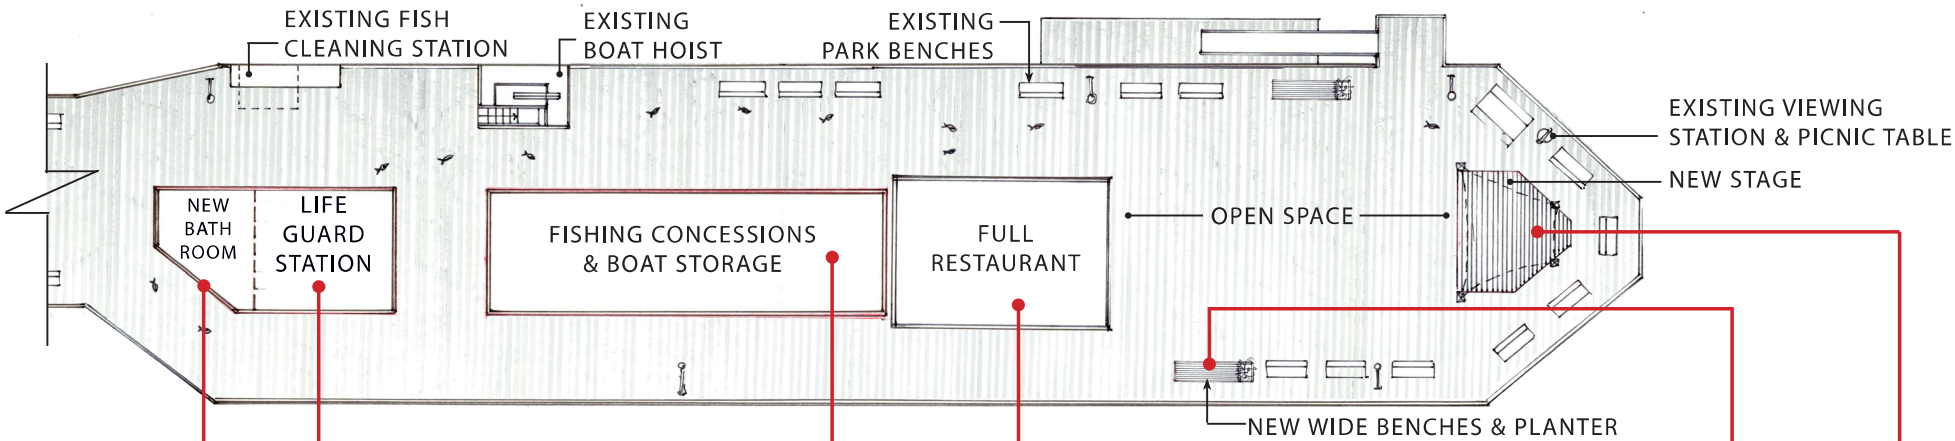 EXISTING FISH
CLEANING STATION
EXISTING
BOAT HOIST
EXISTING
PARK BENCHES
EXISTING VIEWING
STATION & PICNIC TABLE
NEW STAGE
NEW
BATH
ROOM
LIFE
GUARD
STATION
FISHING CONCESSIONS
& BOAT STORAGE
FULL
RESTAURANT
OPEN SPACE
NEW WIDE BENCHES & PLANTER